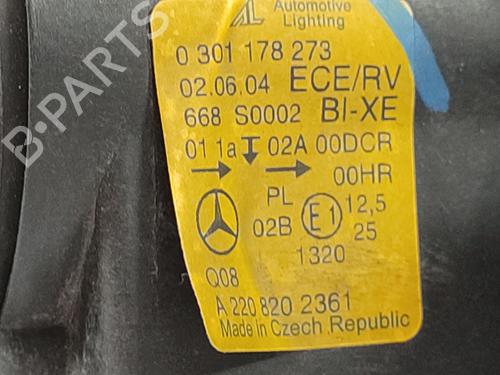 AL Automotive
Lighting
0 301 178 273
02.06.04 ECE/RV
668 S0002 BI-XE
01 1a 02A 00DCR
00HR
PL
02B E1 12,5
25
1320
Q08
A 220 820 2361
Made in Czech Republic
B-PARTS